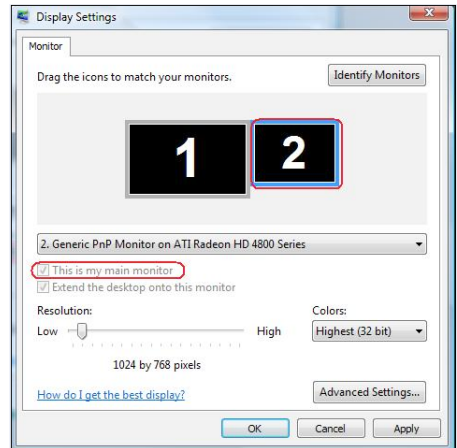 Display Settings
Monitor
Drag the icons to match your monitors.
Identify Monitors
1
2
2. Generic PnP Monitor on ATI Radeon HD 4800 Series
This is my main monitor
Extend the desktop onto this monitor
Resolution:
Colors:
Low
High
Highest (32 bit)
1024 by 768 pixels
How do I get the best display?
Advanced Settings...
OK
Cancel
Apply